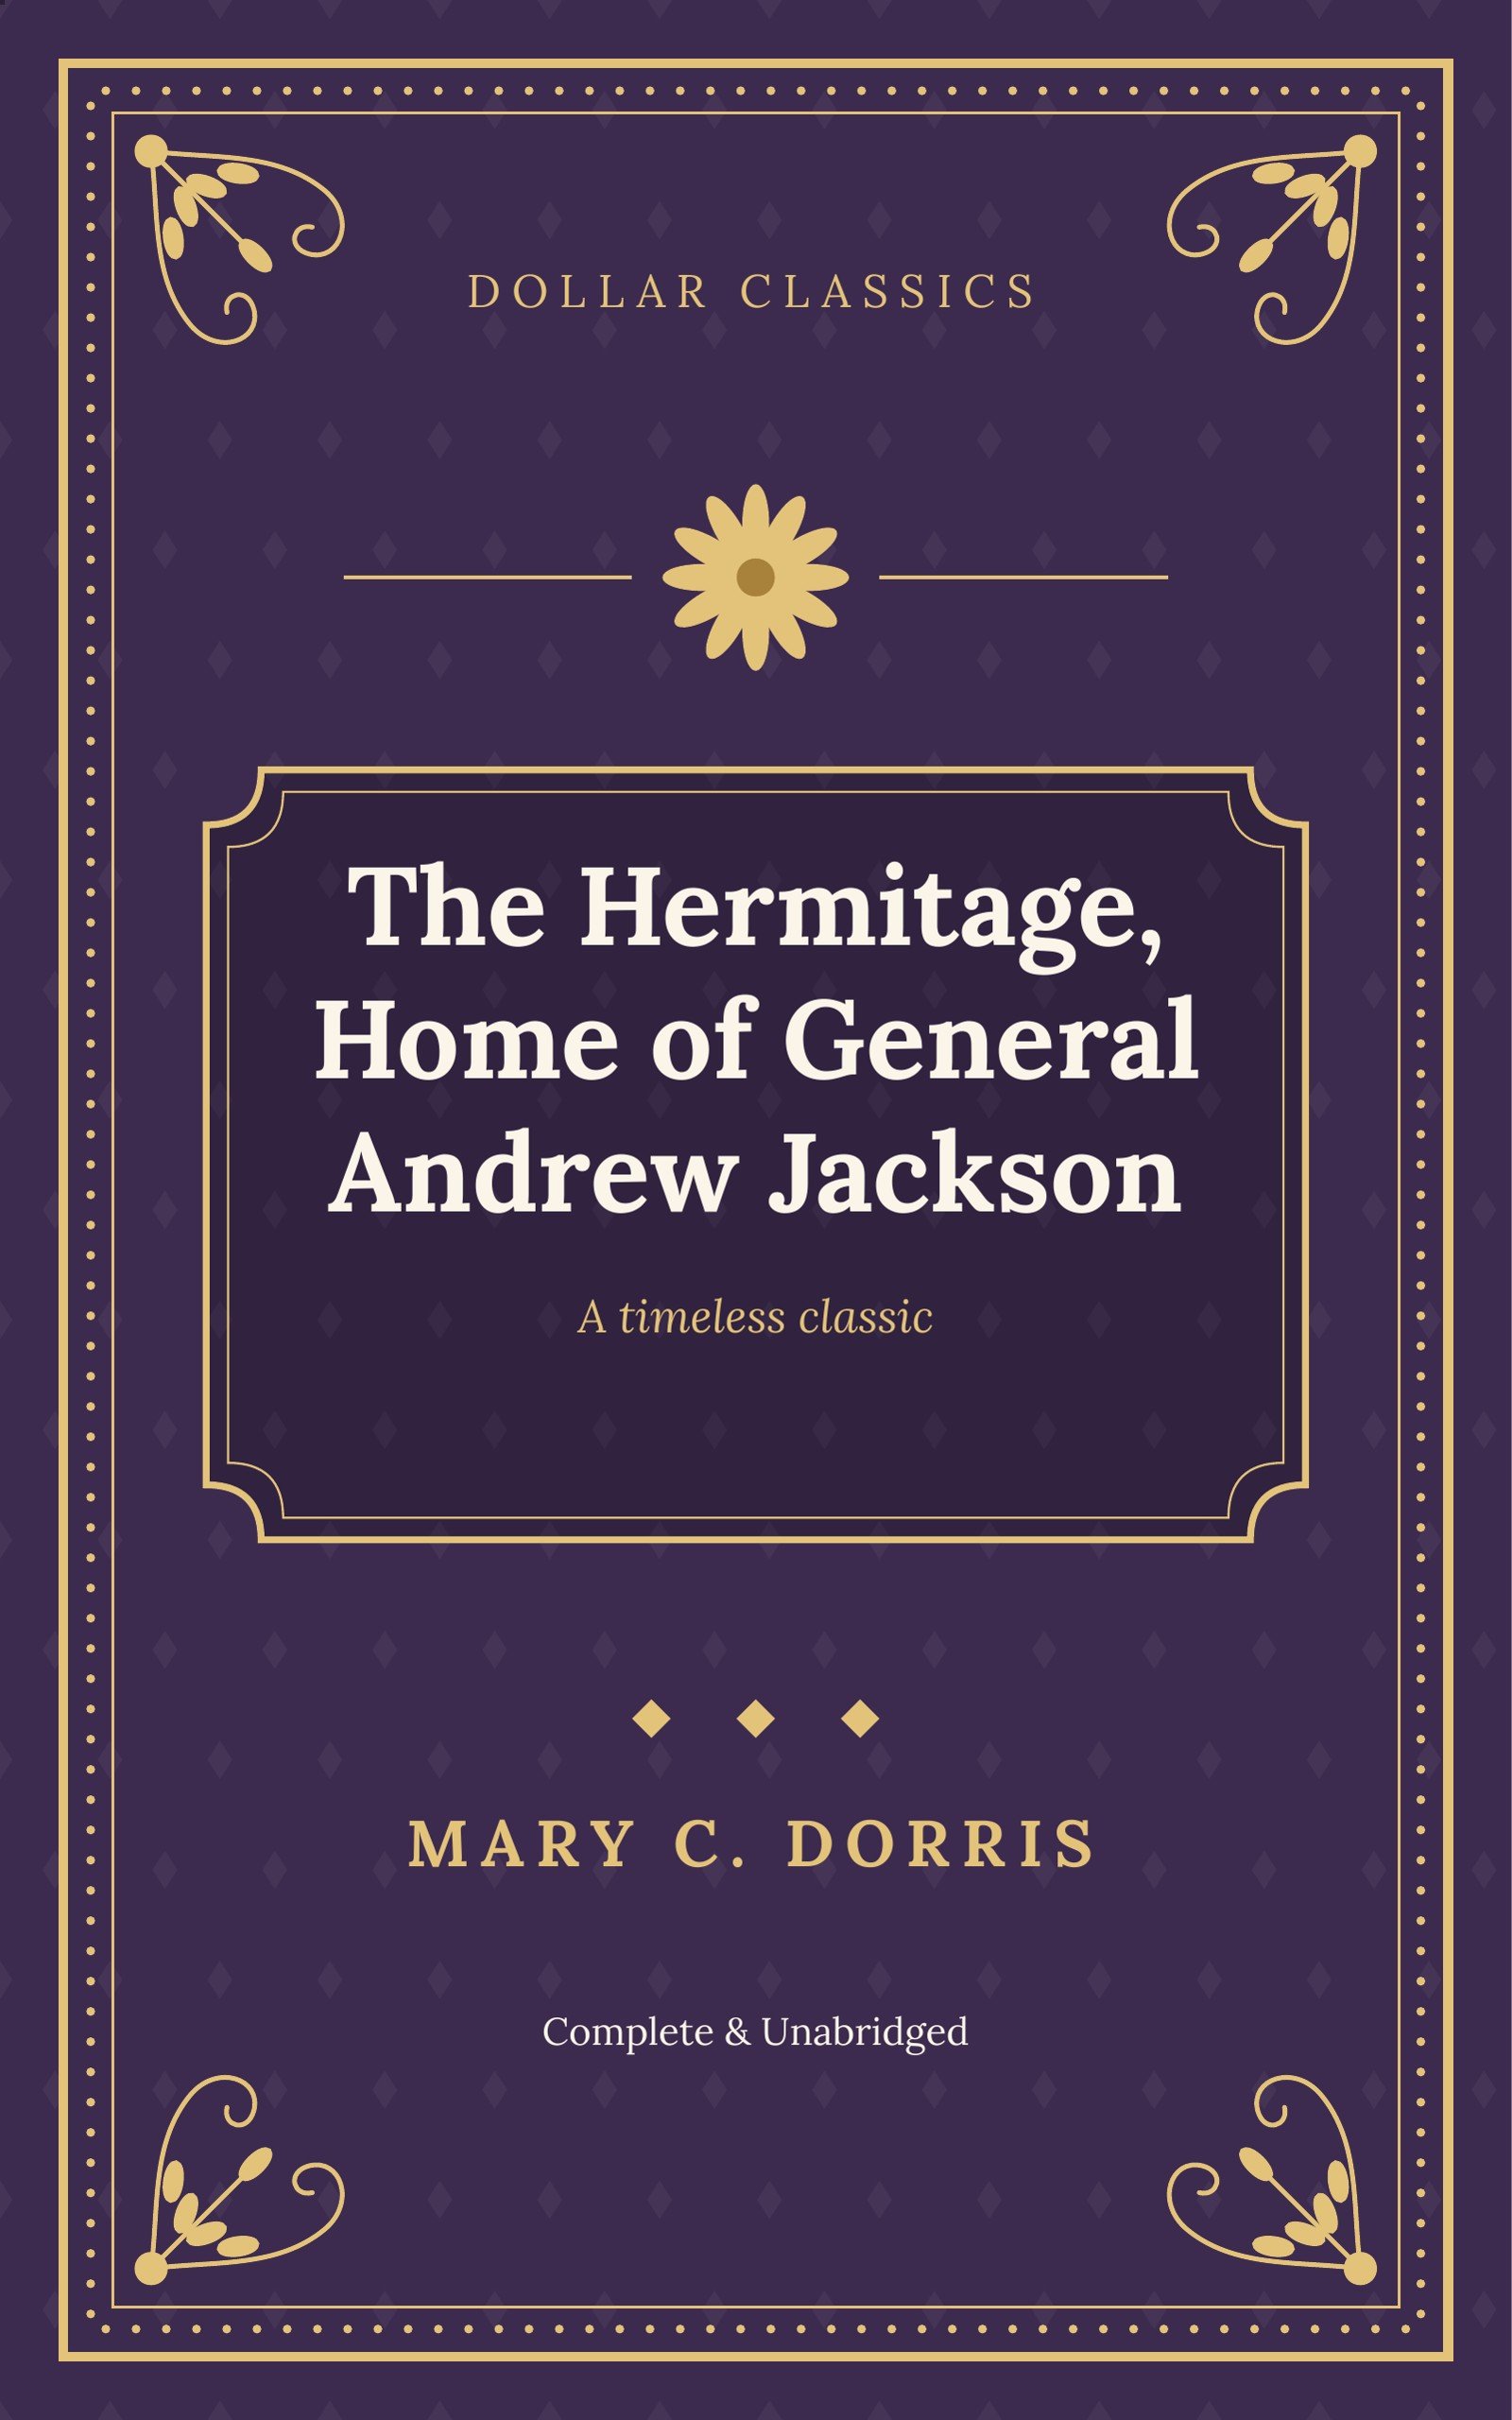 DOLLAR CLASSICS
The Hermitage,
Home of General
Andrew Jackson
A timeless classic
MARY C. DORRIS
Complete & Unabridged